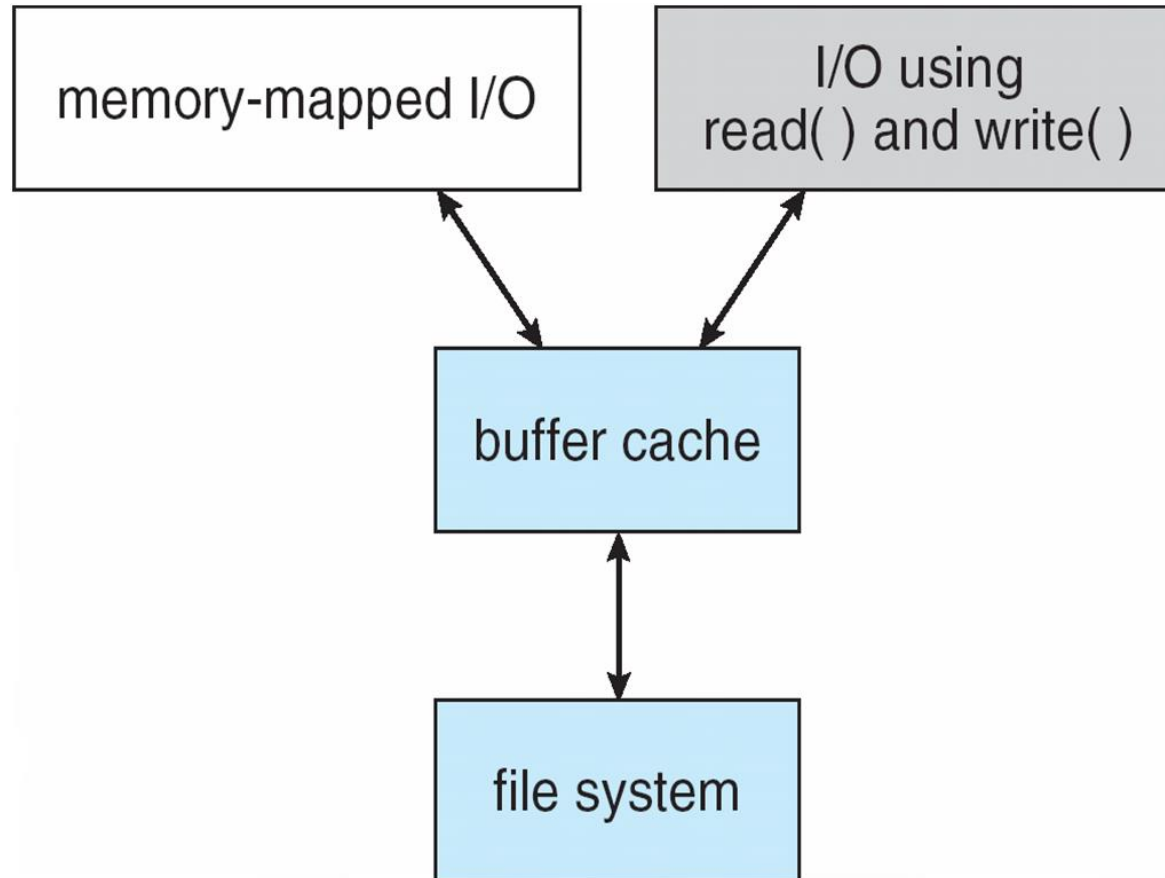 memory-mapped I/O
I/O using
read( ) and write( )
buffer cache
file system